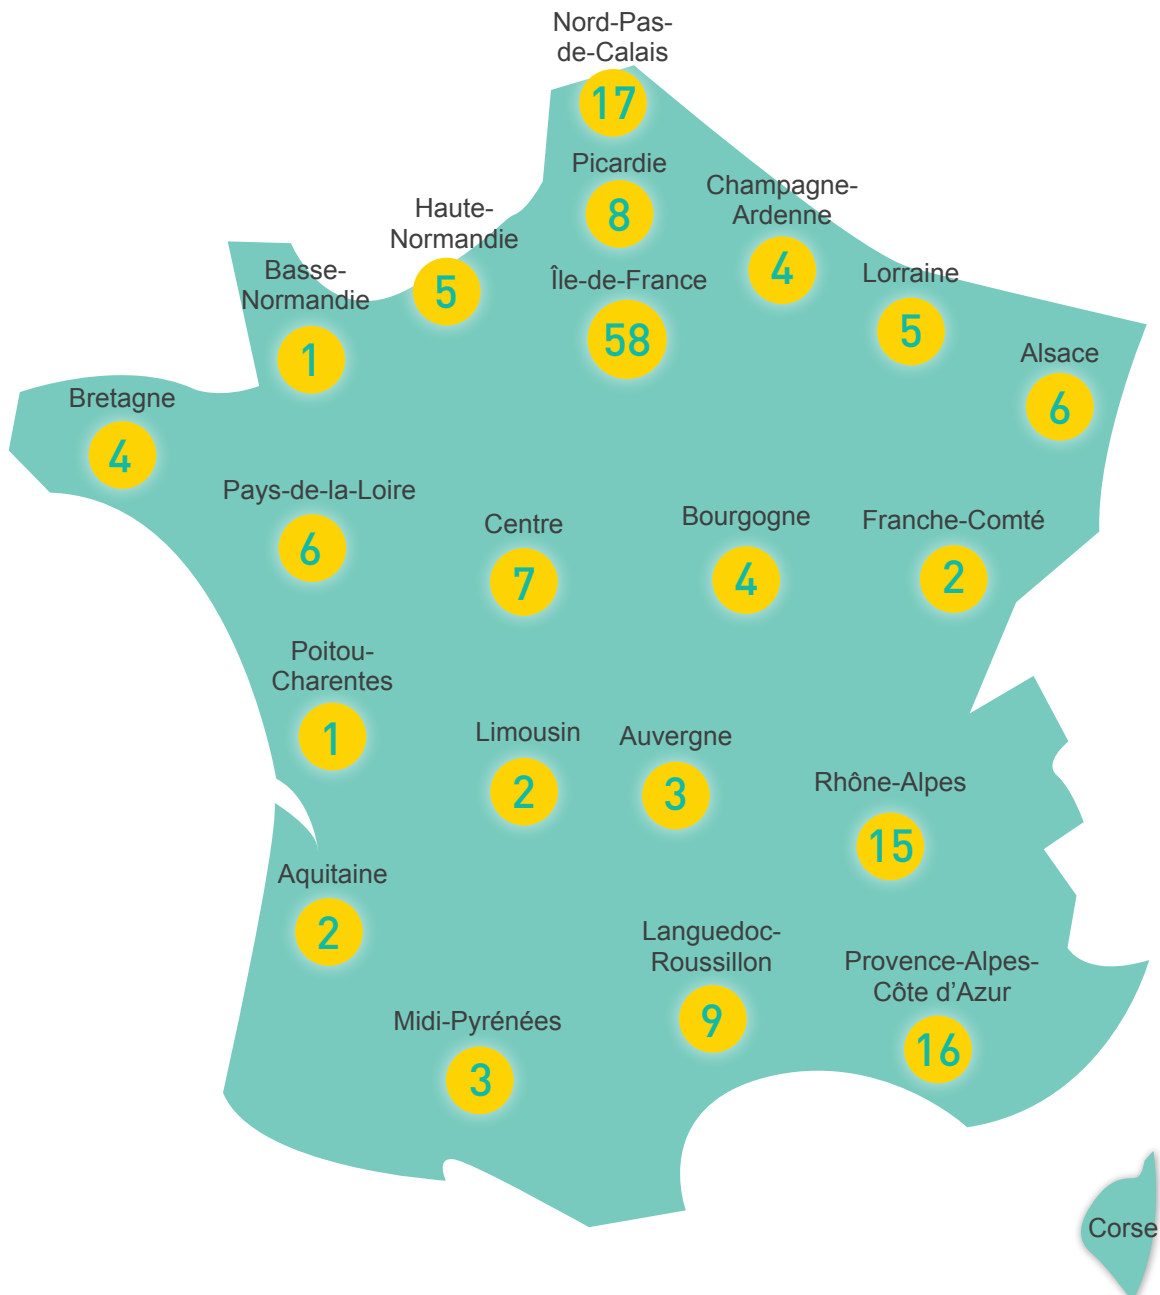 Nord-Pas-
de-Calais
17
Picardie
8
Champagne-
Ardenne
4
Haute-
Normandie
5
Basse-
Normandie
1
Île-de-France
58
Lorraine
5
Alsace
6
Bretagne
4
Pays-de-la-Loire
6
Centre
7
Bourgogne
4
Franche-Comté
2
Poitou-
Charentes
1
Limousin
2
Auvergne
3
Rhône-Alpes
15
Aquitaine
2
Languedoc-
Roussillon
9
Provence-Alpes-
Côte d’Azur
16
Midi-Pyrénées
3
Corse